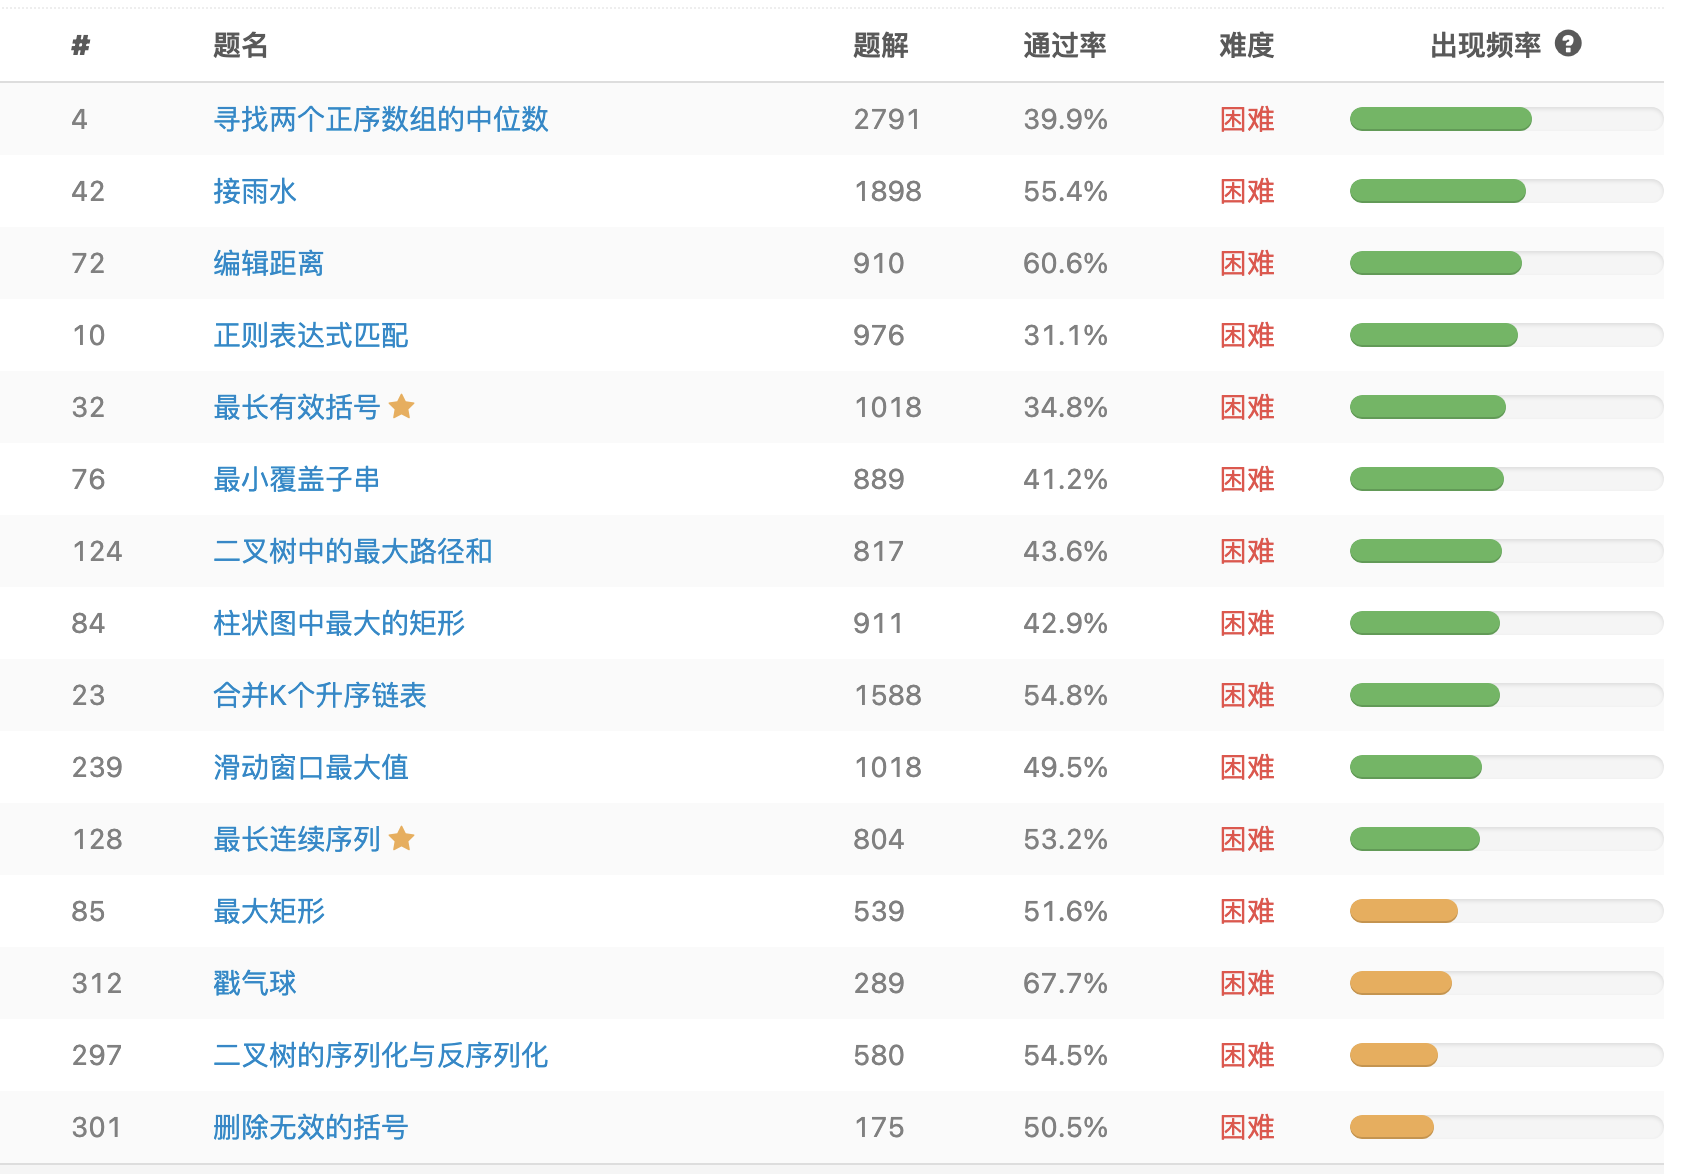 # 题名 题解 通过率 难度 出现频率 ?
4 寻找两个正序数组的中位数 2791 39.9% 困难
42 接雨水 1898 55.4% 困难
72 编辑距离 910 60.6% 困难
10 正则表达式匹配 976 31.1% 困难
32 最长有效括号 1018 34.8% 困难
76 最小覆盖子串 889 41.2% 困难
124 二叉树中的最大路径和 817 43.6% 困难
84 柱状图中最大的矩形 911 42.9% 困难
23 合并K个升序链表 1588 54.8% 困难
239 滑动窗口最大值 1018 49.5% 困难
128 最长连续序列 804 53.2% 困难
85 最大矩形 539 51.6% 困难
312 戳气球 289 67.7% 困难
297 二叉树的序列化与反序列化 580 54.5% 困难
301 删除无效的括号 175 50.5% 困难